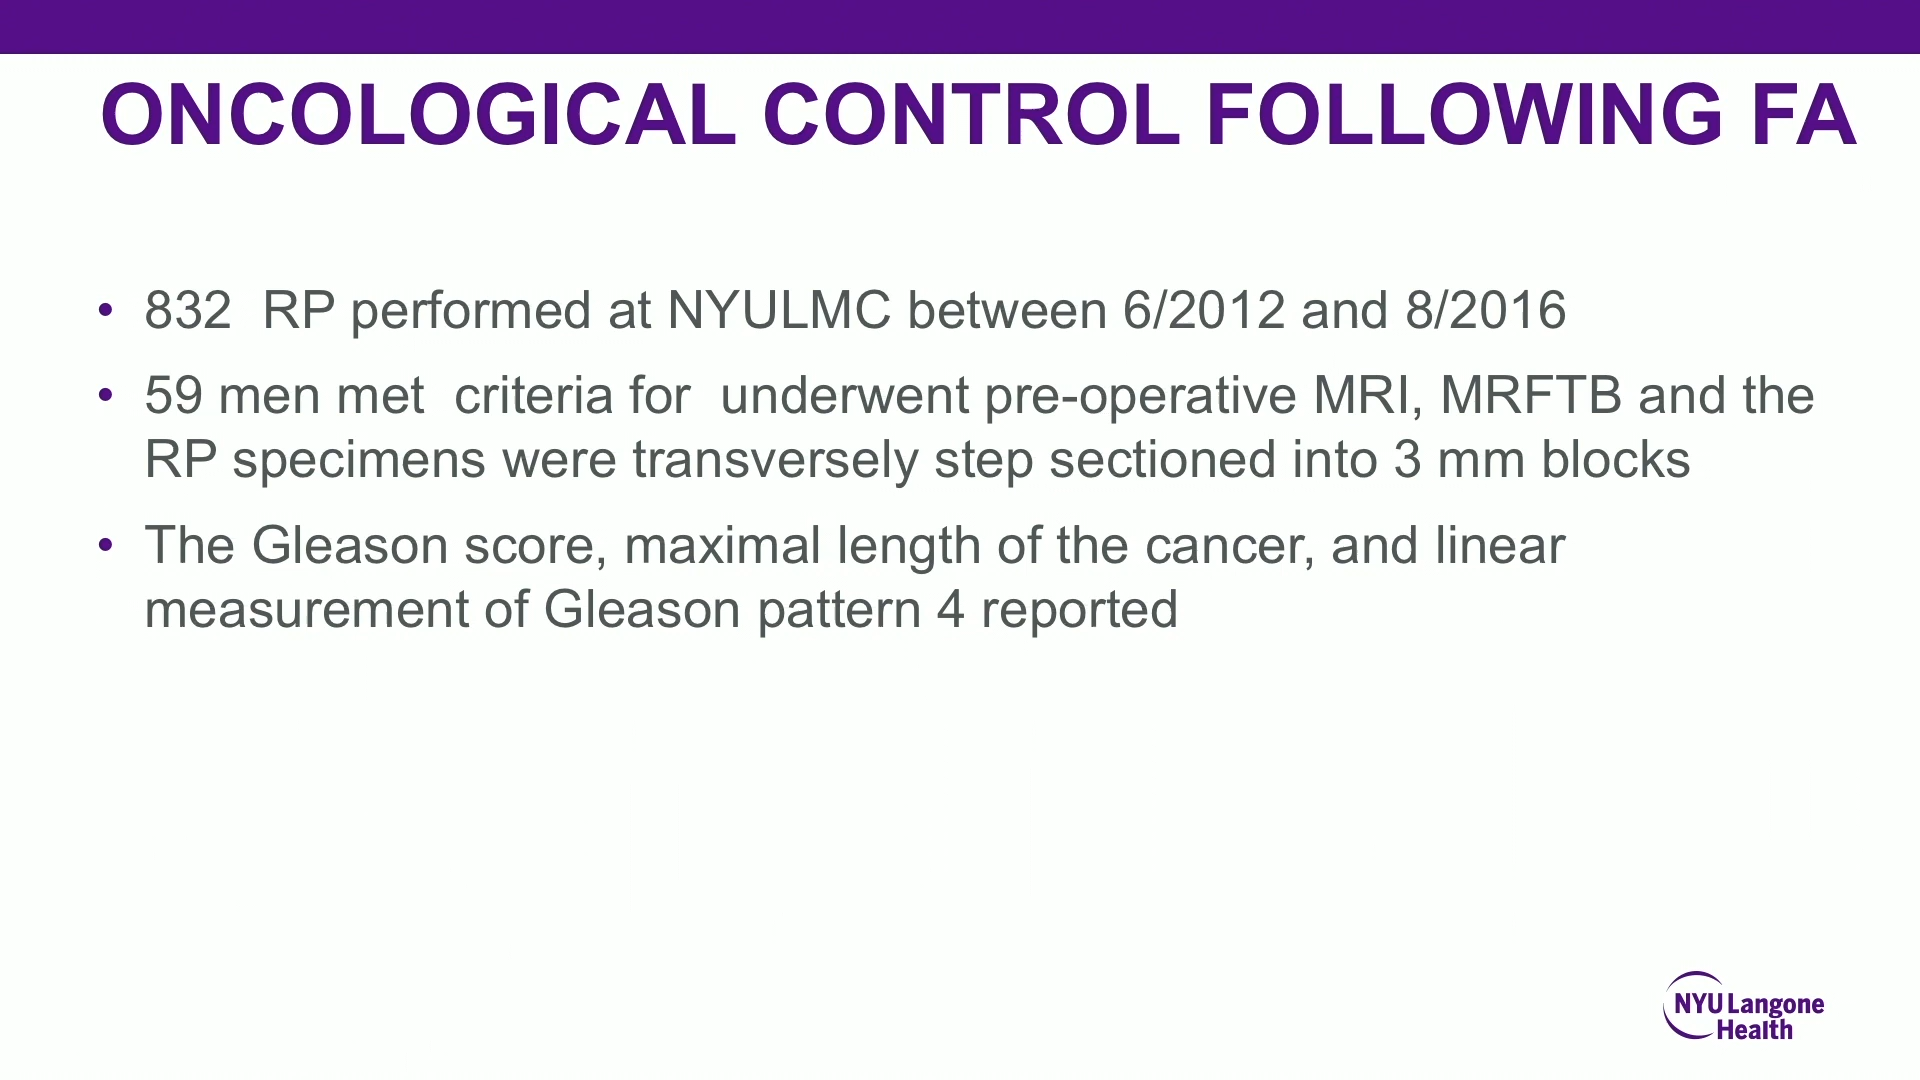 ONCOLOGICAL CONTROL FOLLOWING FA
• 832  RP performed at NYULMC between 6/2012 and 8/2016
• 59 men met  criteria for  underwent pre-operative MRI, MRFTB and the
RP specimens were transversely step sectioned into 3 mm blocks
• The Gleason score, maximal length of the cancer, and linear
measurement of Gleason pattern 4 reported
NYU Langone
Health